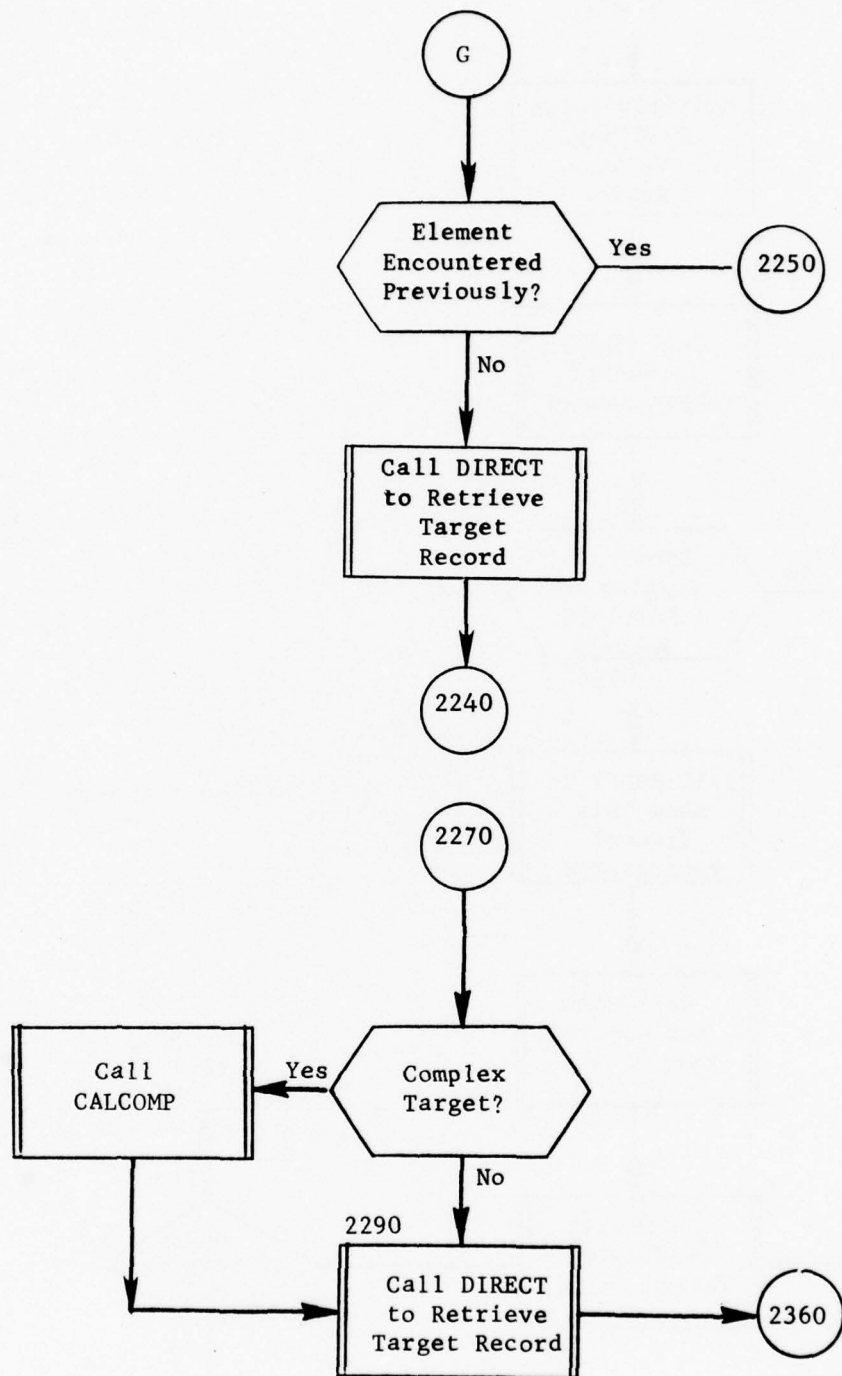 G
Element
Encountered
Previously?
Yes
2250
No
Call DIRECT
to Retrieve
Target
Record
2240
2270
Complex
Target?
Yes
Call
CALCOMP
No
2290
Call DIRECT
to Retrieve
Target Record
2360